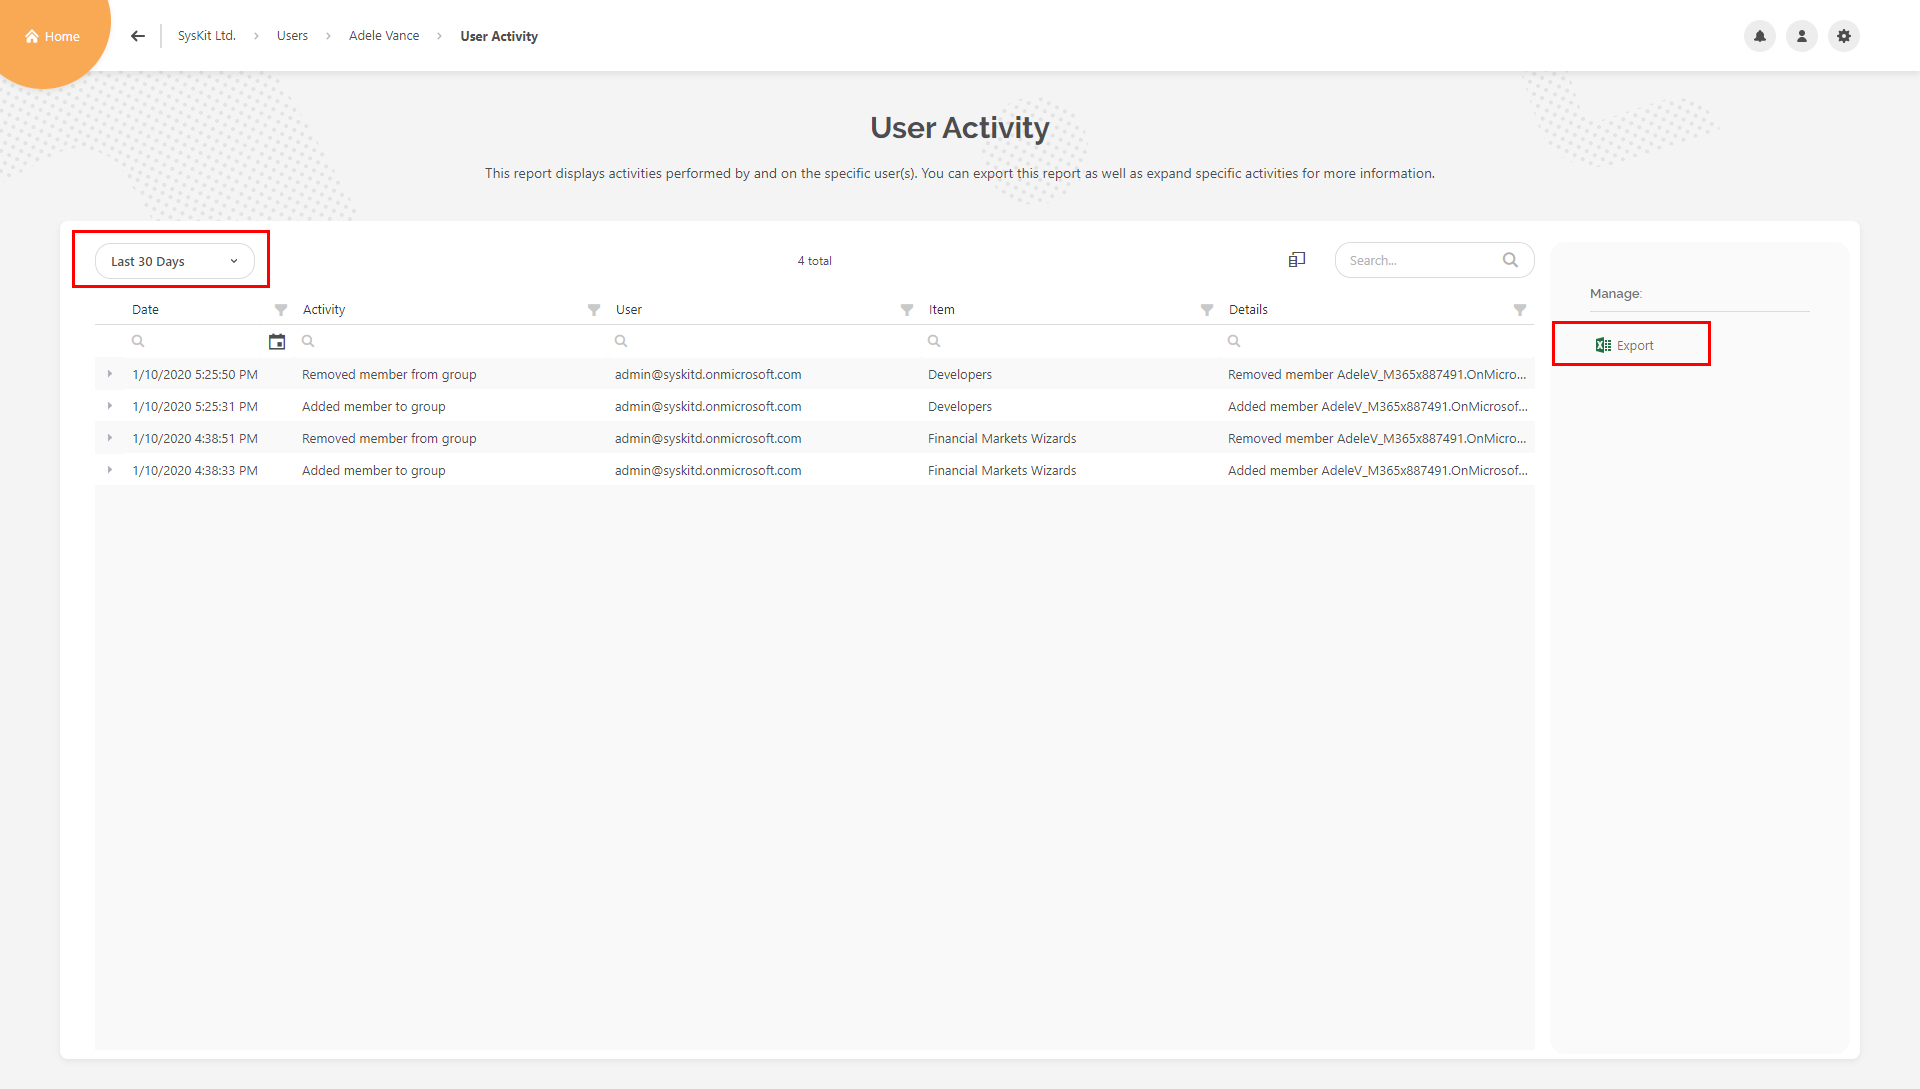 Home
SysKit Ltd. > Users > Adele Vance > User Activity
User Activity
This report displays activities performed by and on the specific user(s). You can export this report as well as expand specific activities for more information.
Last 30 Days
4 total
Search...
Manage:
Export
Date Activity User Item Details
1/10/2020 5:25:50 PM Removed member from group admin@syskitd.onmicrosoft.com Developers Removed member AdeleV_M365x887491.OnMicro...
1/10/2020 5:25:31 PM Added member to group admin@syskitd.onmicrosoft.com Developers Added member AdeleV_M365x887491.OnMicrosof...
1/10/2020 4:38:51 PM Removed member from group admin@syskitd.onmicrosoft.com Financial Markets Wizards Removed member AdeleV_M365x887491.OnMicro...
1/10/2020 4:38:33 PM Added member to group admin@syskitd.onmicrosoft.com Financial Markets Wizards Added member AdeleV_M365x887491.OnMicrosof...